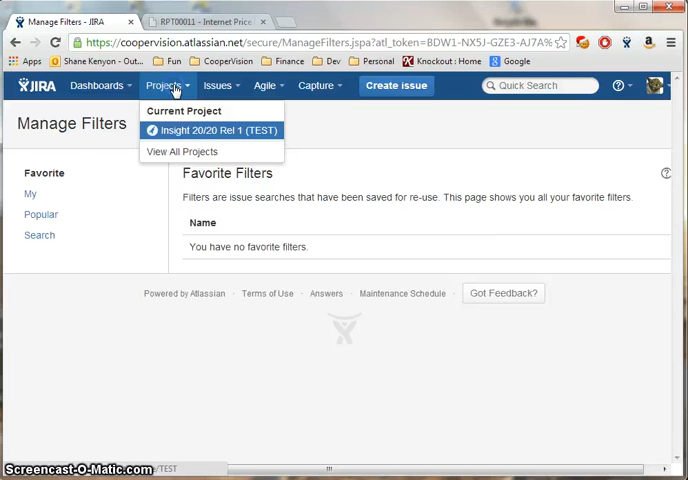 Manage Filters - JIRA
RPT00011 - Internet Price
https://coopervision.atlassian.net/secure/ManageFilters.jspa?atl_token=BDW1-NX5J-GZE3-AJ7A%
Apps Shane Kenyon - Out Fun CooperVision Finance Dev Personal Knockout : Home Google
JIRA Dashboards Projects Issues Agile Capture Create issue Quick Search
Current Project
Insight 20/20 Rel 1 (TEST)
View All Projects
Manage Filters
Favorite
My
Popular
Search
Favorite Filters
Filters are issue searches that have been saved for re-use. This page shows you all your favorite filters.
Name
You have no favorite filters.
Powered by Atlassian · Terms of Use · Answers · Maintenance Schedule · Got Feedback?
Screencast-O-Matic.com e/TEST